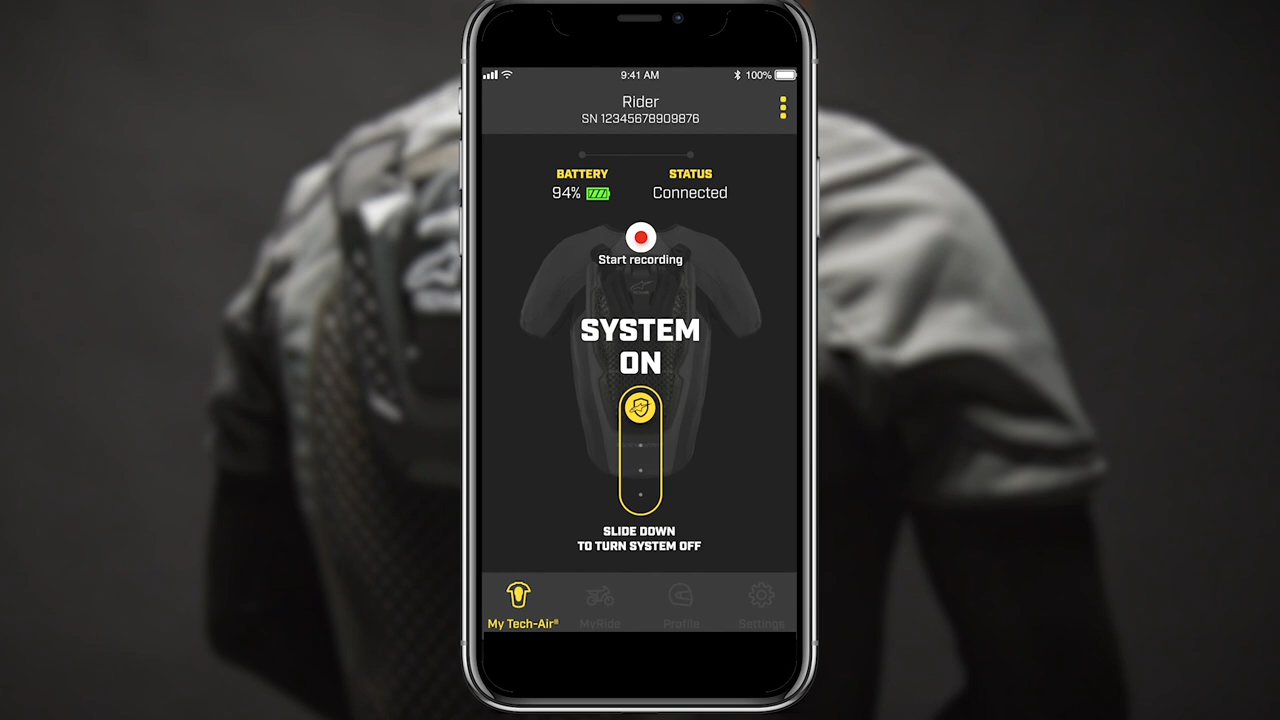 9:41 AM
100%
Rider
SN 12345678909876
BATTERY
STATUS
94%
Connected
Start recording
SYSTEM
ON
SLIDE DOWN
TO TURN SYSTEM OFF
My Tech-Air®
MyRide
Profile
Settings